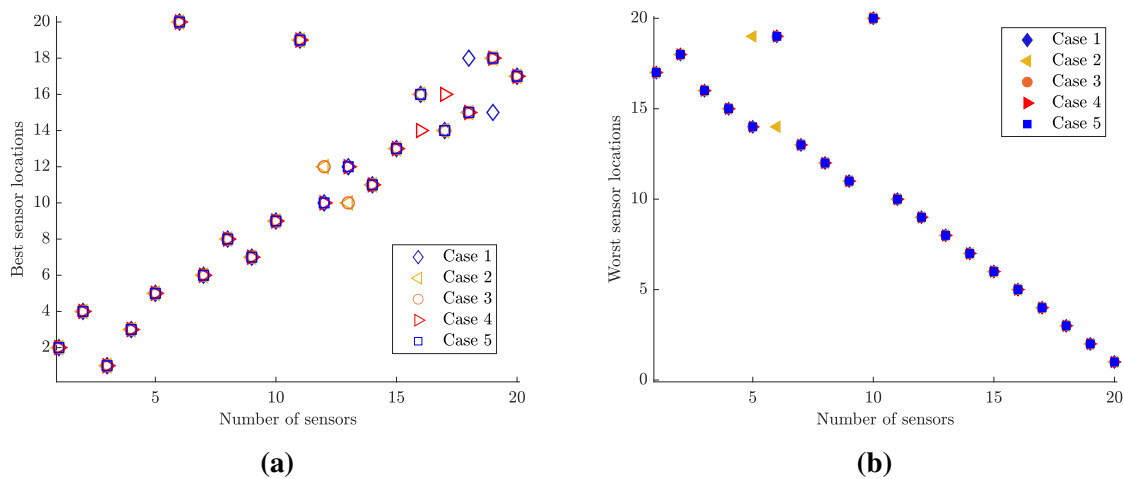 20
18
16
14
12
10
8
6
4
2
Best sensor locations
5
10
15
20
Number of sensors
Case 1
Case 2
Case 3
Case 4
Case 5
(a)
20
15
10
5
0
Worst sensor locations
5
10
15
20
Number of sensors
Case 1
Case 2
Case 3
Case 4
Case 5
(b)